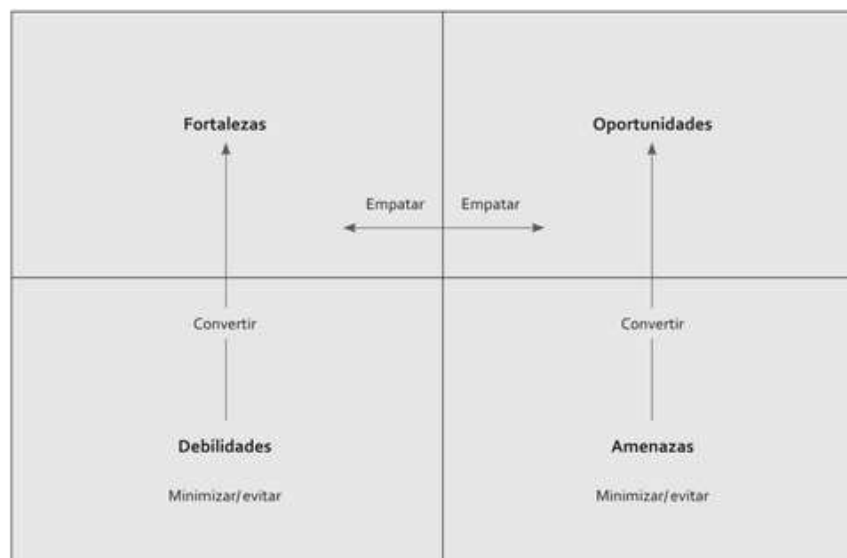 Fortalezas
Oportunidades
Empatar
Empatar
Convertir
Convertir
Debilidades
Amenazas
Minimizar/evitar
Minimizar/evitar